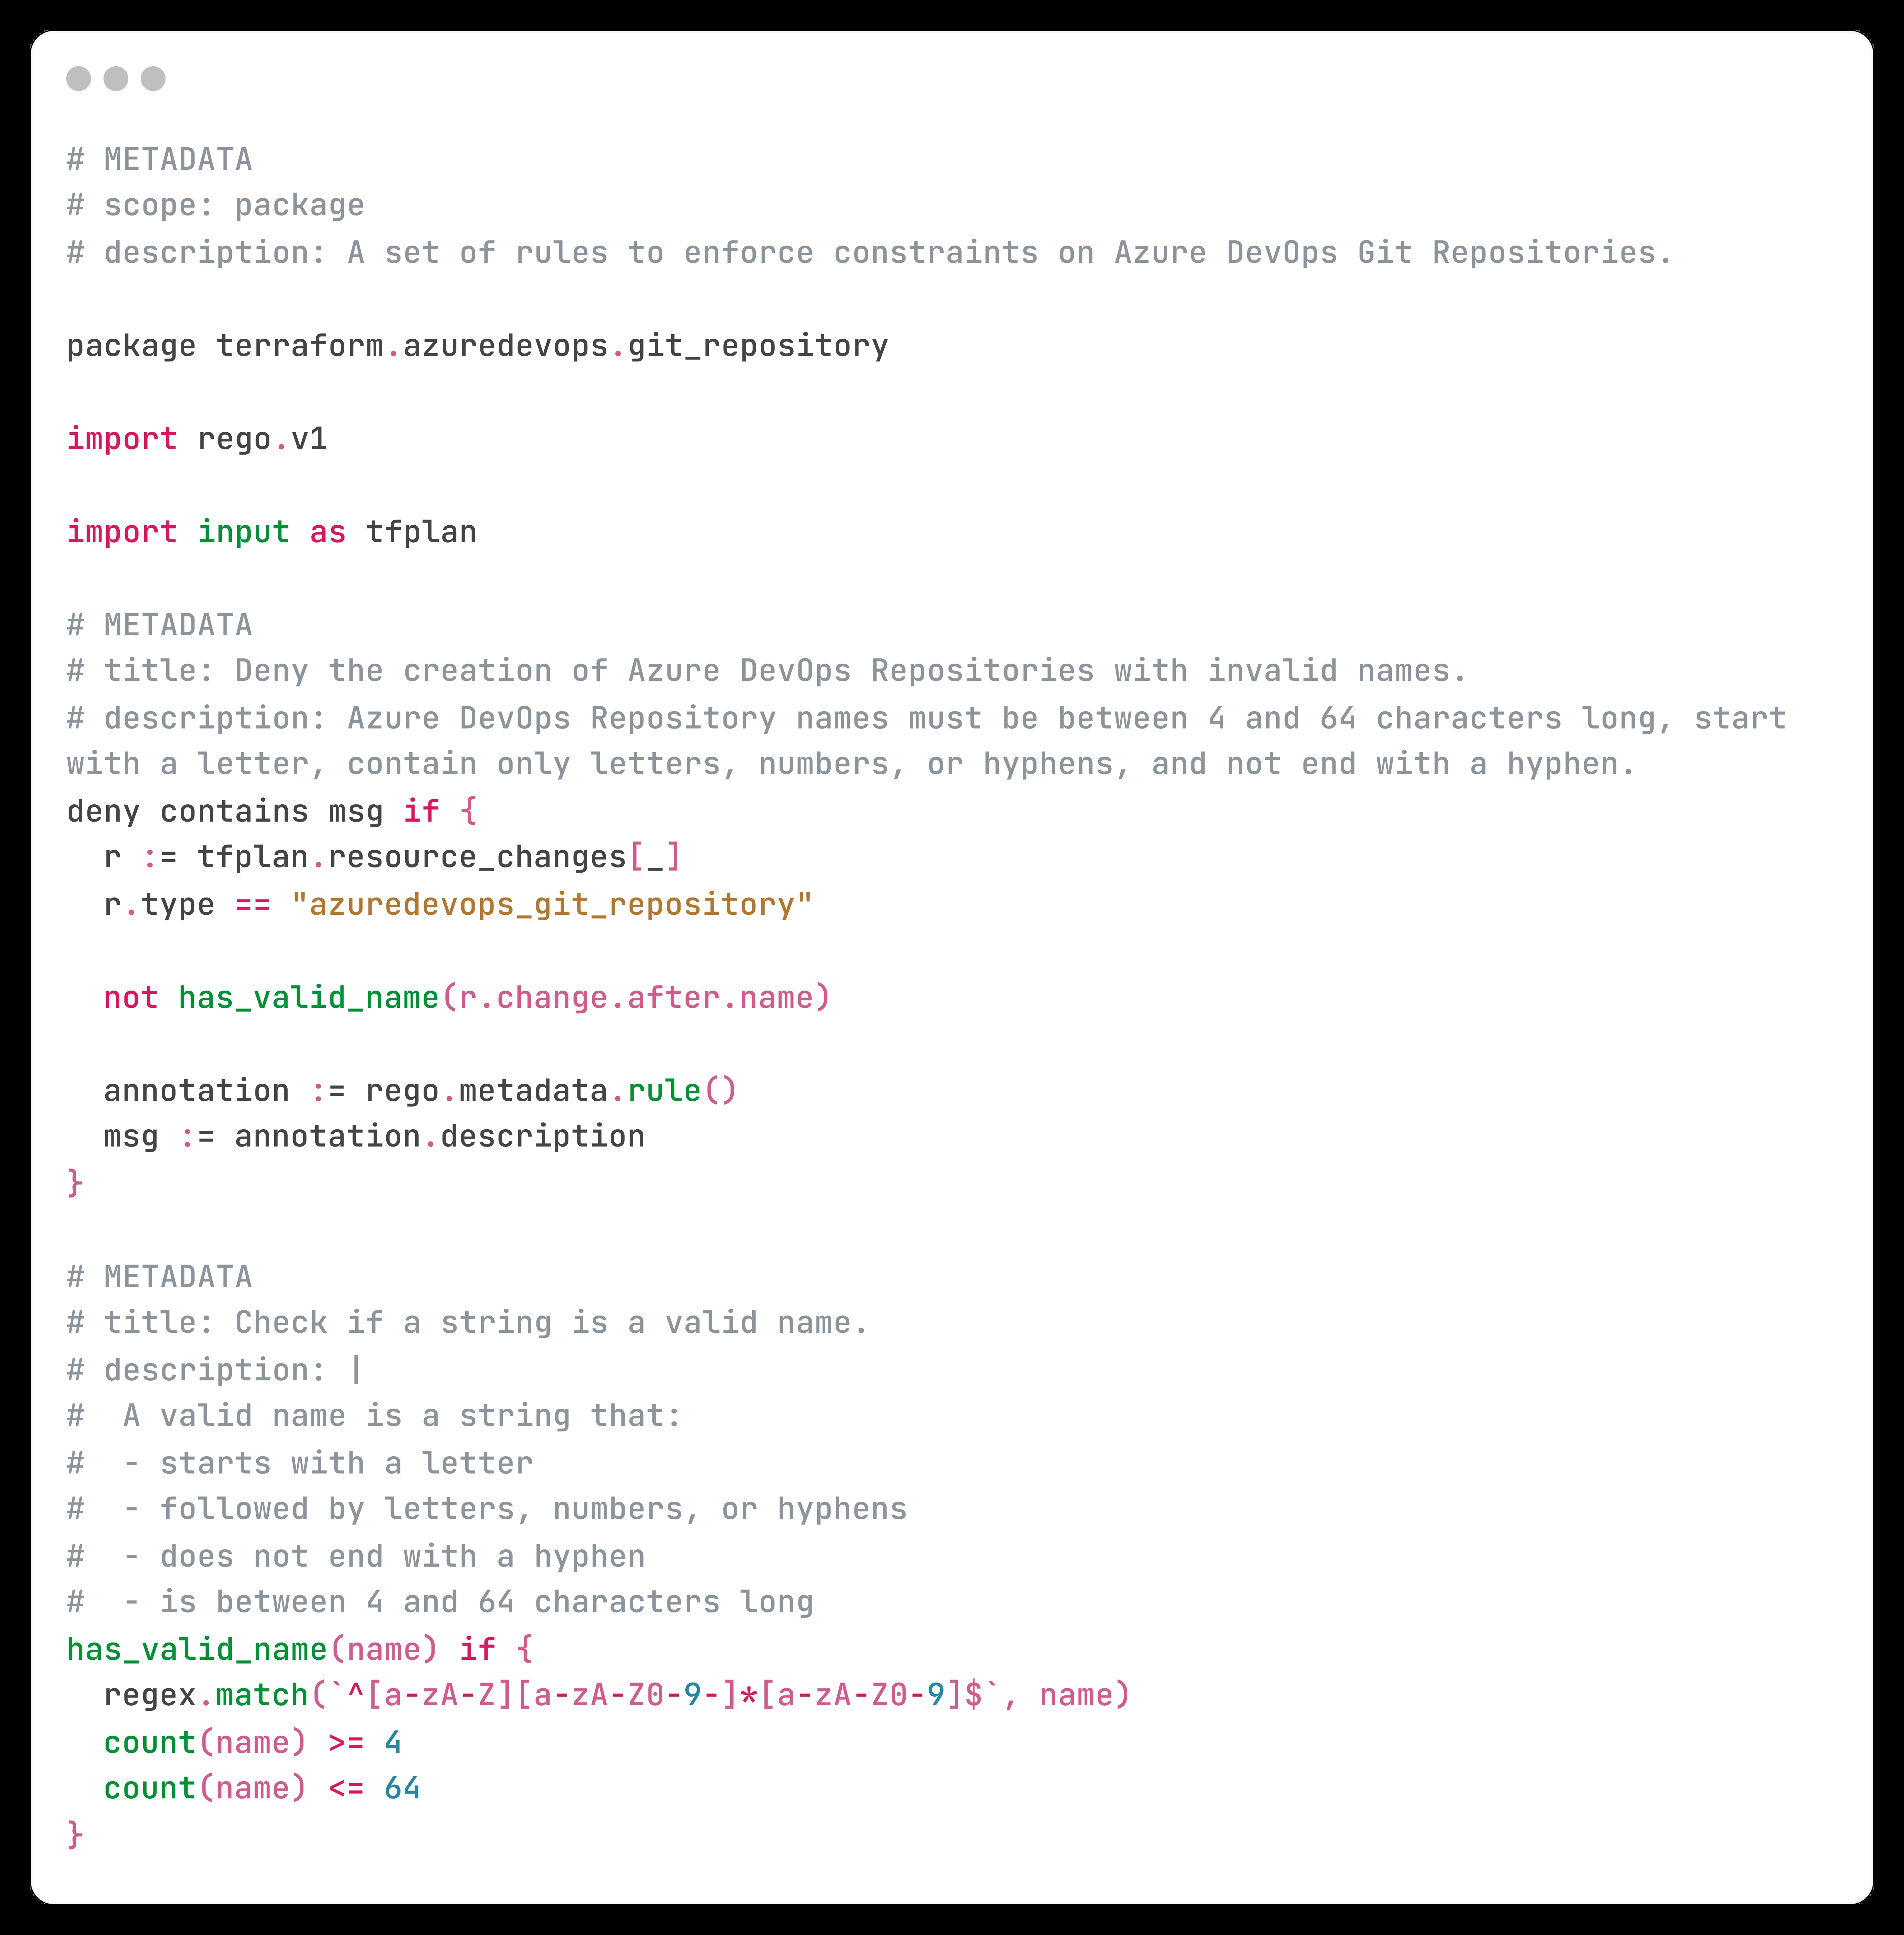 # METADATA
# scope: package
# description: A set of rules to enforce constraints on Azure DevOps Git Repositories.

package terraform.azuredevops.git_repository

import rego.v1

import input as tfplan

# METADATA
# title: Deny the creation of Azure DevOps Repositories with invalid names.
# description: Azure DevOps Repository names must be between 4 and 64 characters long, start
with a letter, contain only letters, numbers, or hyphens, and not end with a hyphen.
deny contains msg if {
  r := tfplan.resource_changes[_]
  r.type == "azuredevops_git_repository"

  not has_valid_name(r.change.after.name)

  annotation := rego.metadata.rule()
  msg := annotation.description
}

# METADATA
# title: Check if a string is a valid name.
# description: |
#  A valid name is a string that:
#  - starts with a letter
#  - followed by letters, numbers, or hyphens
#  - does not end with a hyphen
#  - is between 4 and 64 characters long
has_valid_name(name) if {
  regex.match(`^[a-zA-Z][a-zA-Z0-9-]*[a-zA-Z0-9]$`, name)
  count(name) >= 4
  count(name) <= 64
}